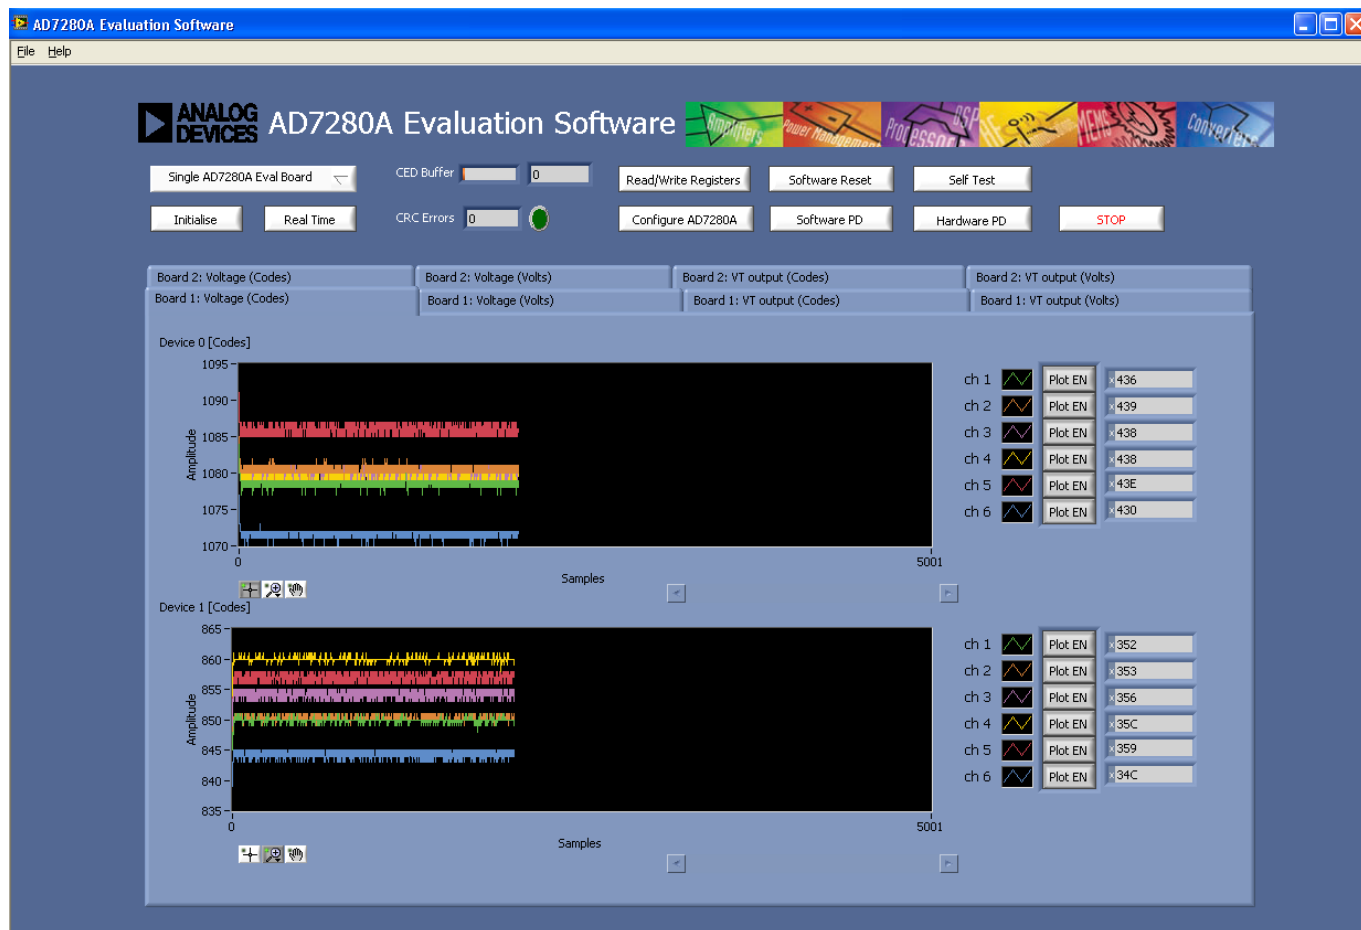 AD7280A Evaluation Software
File Help
ANALOG DEVICES AD7280A Evaluation Software Amplifiers Power Management Processors DSP RF MEMS Converters
Single AD7280A Eval Board CED Buffer 0 Read/Write Registers Software Reset Self Test
Initialise Real Time CRC Errors 0 Configure AD7280A Software PD Hardware PD STOP
Board 2: Voltage (Codes) Board 2: Voltage (Volts) Board 2: VT output (Codes) Board 2: VT output (Volts)
Board 1: Voltage (Codes) Board 1: Voltage (Volts) Board 1: VT output (Codes) Board 1: VT output (Volts)
Device 0 [Codes]
Amplitude
1095
1090
1085
1080
1075
1070
0 5001
Samples
ch 1 Plot EN x 436
ch 2 Plot EN x 439
ch 3 Plot EN x 438
ch 4 Plot EN x 438
ch 5 Plot EN x 43E
ch 6 Plot EN x 430
Device 1 [Codes]
Amplitude
865
860
855
850
845
840
835
0 5001
Samples
ch 1 Plot EN x 352
ch 2 Plot EN x 353
ch 3 Plot EN x 356
ch 4 Plot EN x 35C
ch 5 Plot EN x 359
ch 6 Plot EN x 34C